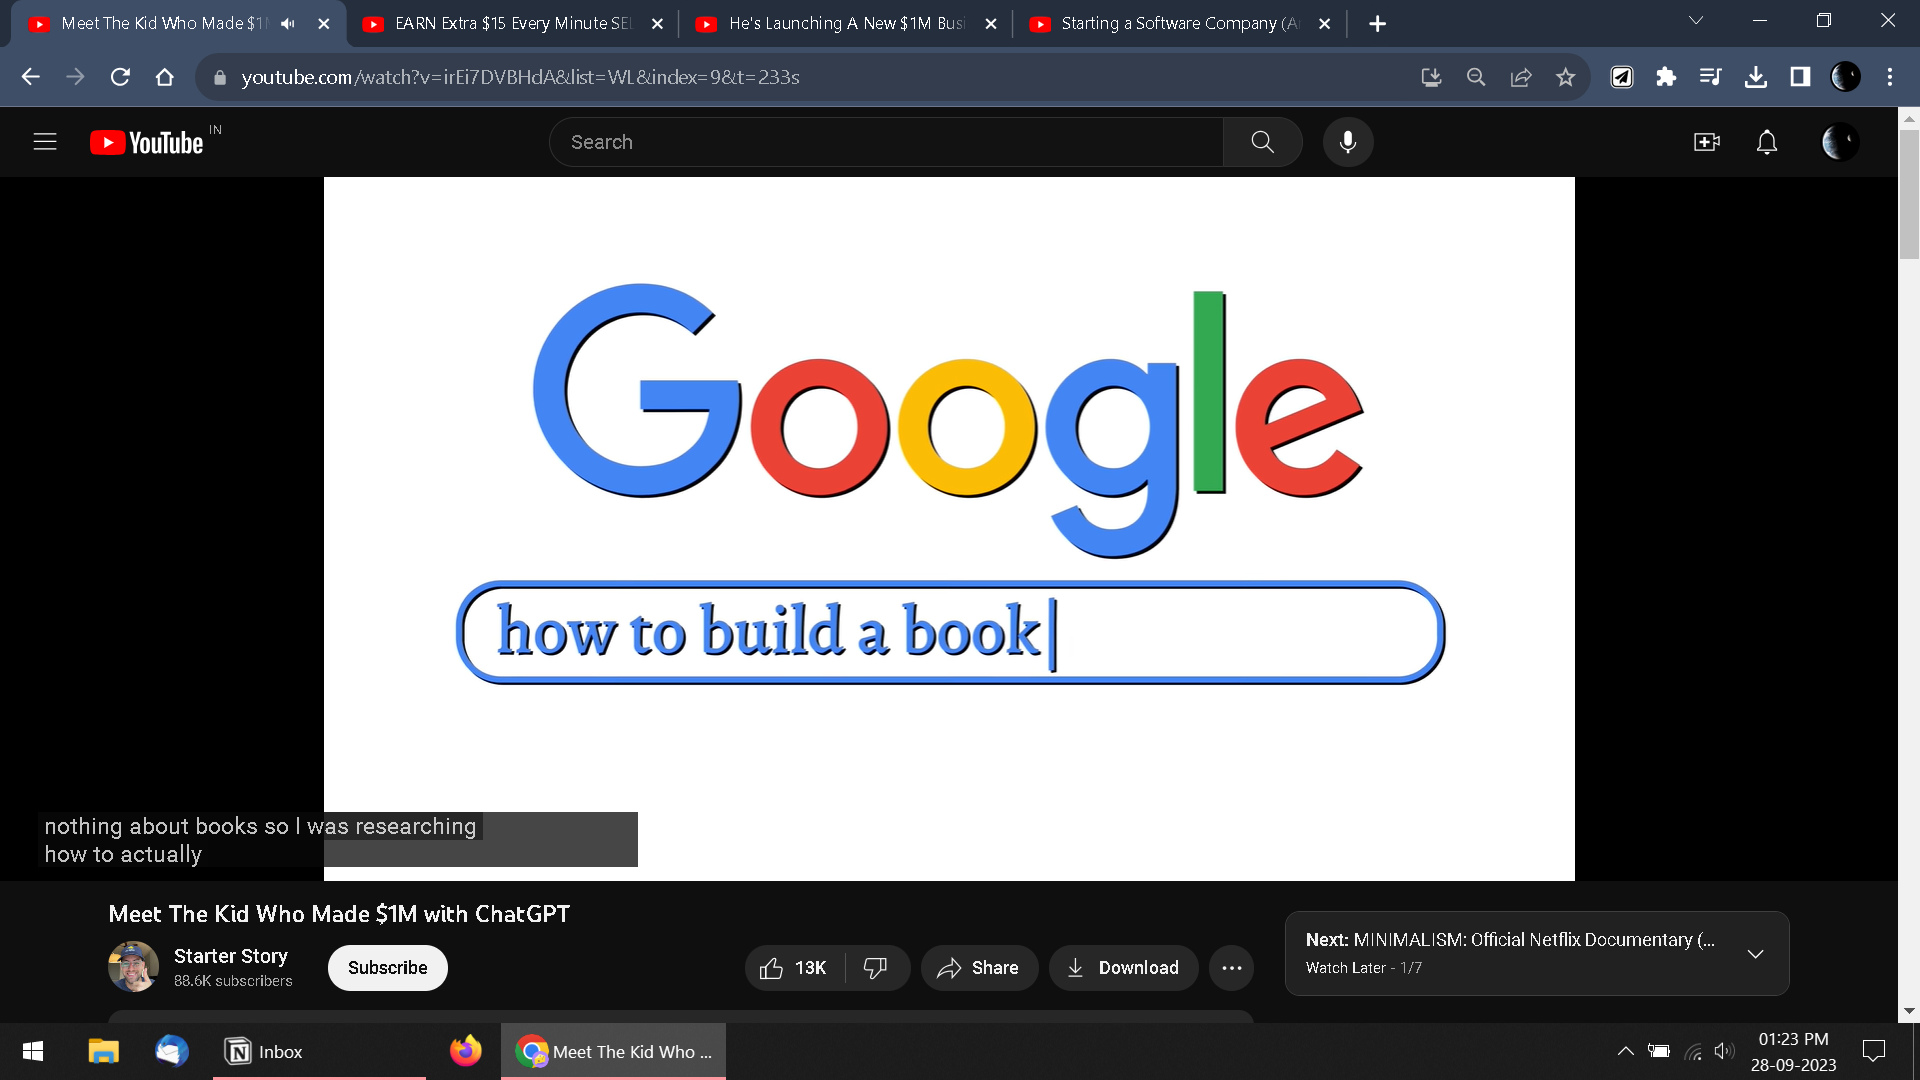 Meet The Kid Who Made $1M
EARN Extra $15 Every Minute SEL
He's Launching A New $1M Busi
Starting a Software Company (A
youtube.com/watch?v=irEi7DVBHdA&list=WL&index=9&t=233s
YouTube IN
Search
Google
how to build a book
nothing about books so I was researching
how to actually
Meet The Kid Who Made $1M with ChatGPT
Starter Story
88.6K subscribers
Subscribe
13K
Share
Download
Next: MINIMALISM: Official Netflix Documentary (...
Watch Later - 1/7
Inbox
Meet The Kid Who ...
01:23 PM
28-09-2023